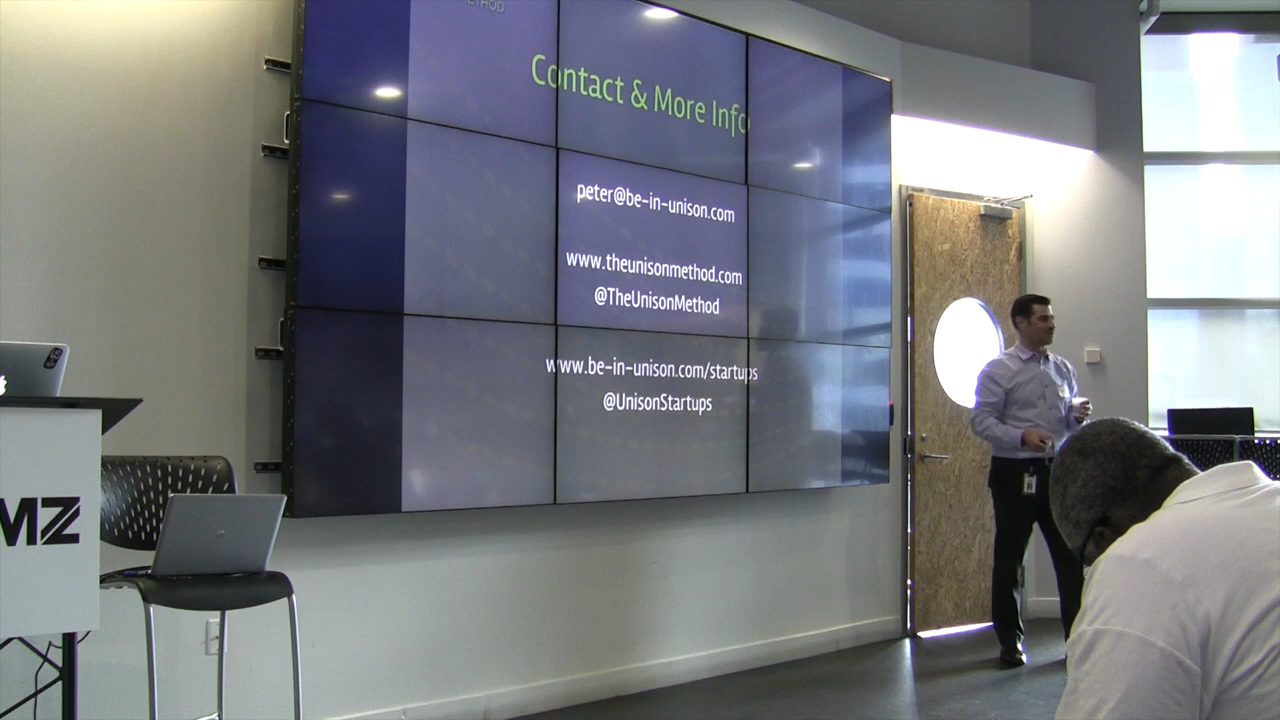 METHOD
Contact & More Info
peter@be-in-unison.com
www.theunisonmethod.com
@TheUnisonMethod
www.be-in-unison.com/startups
@UnisonStartups
MZ